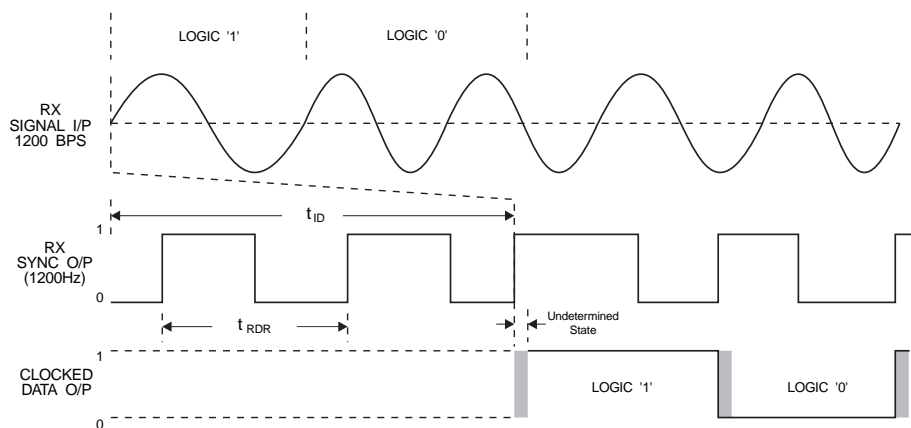 LOGIC '1' LOGIC '0'
RX
SIGNAL I/P
1200 BPS
t ID
1
RX
SYNC O/P
(1200Hz)
0
t RDR
Undetermined
State
1
CLOCKED
DATA O/P
LOGIC '1' LOGIC '0'
0